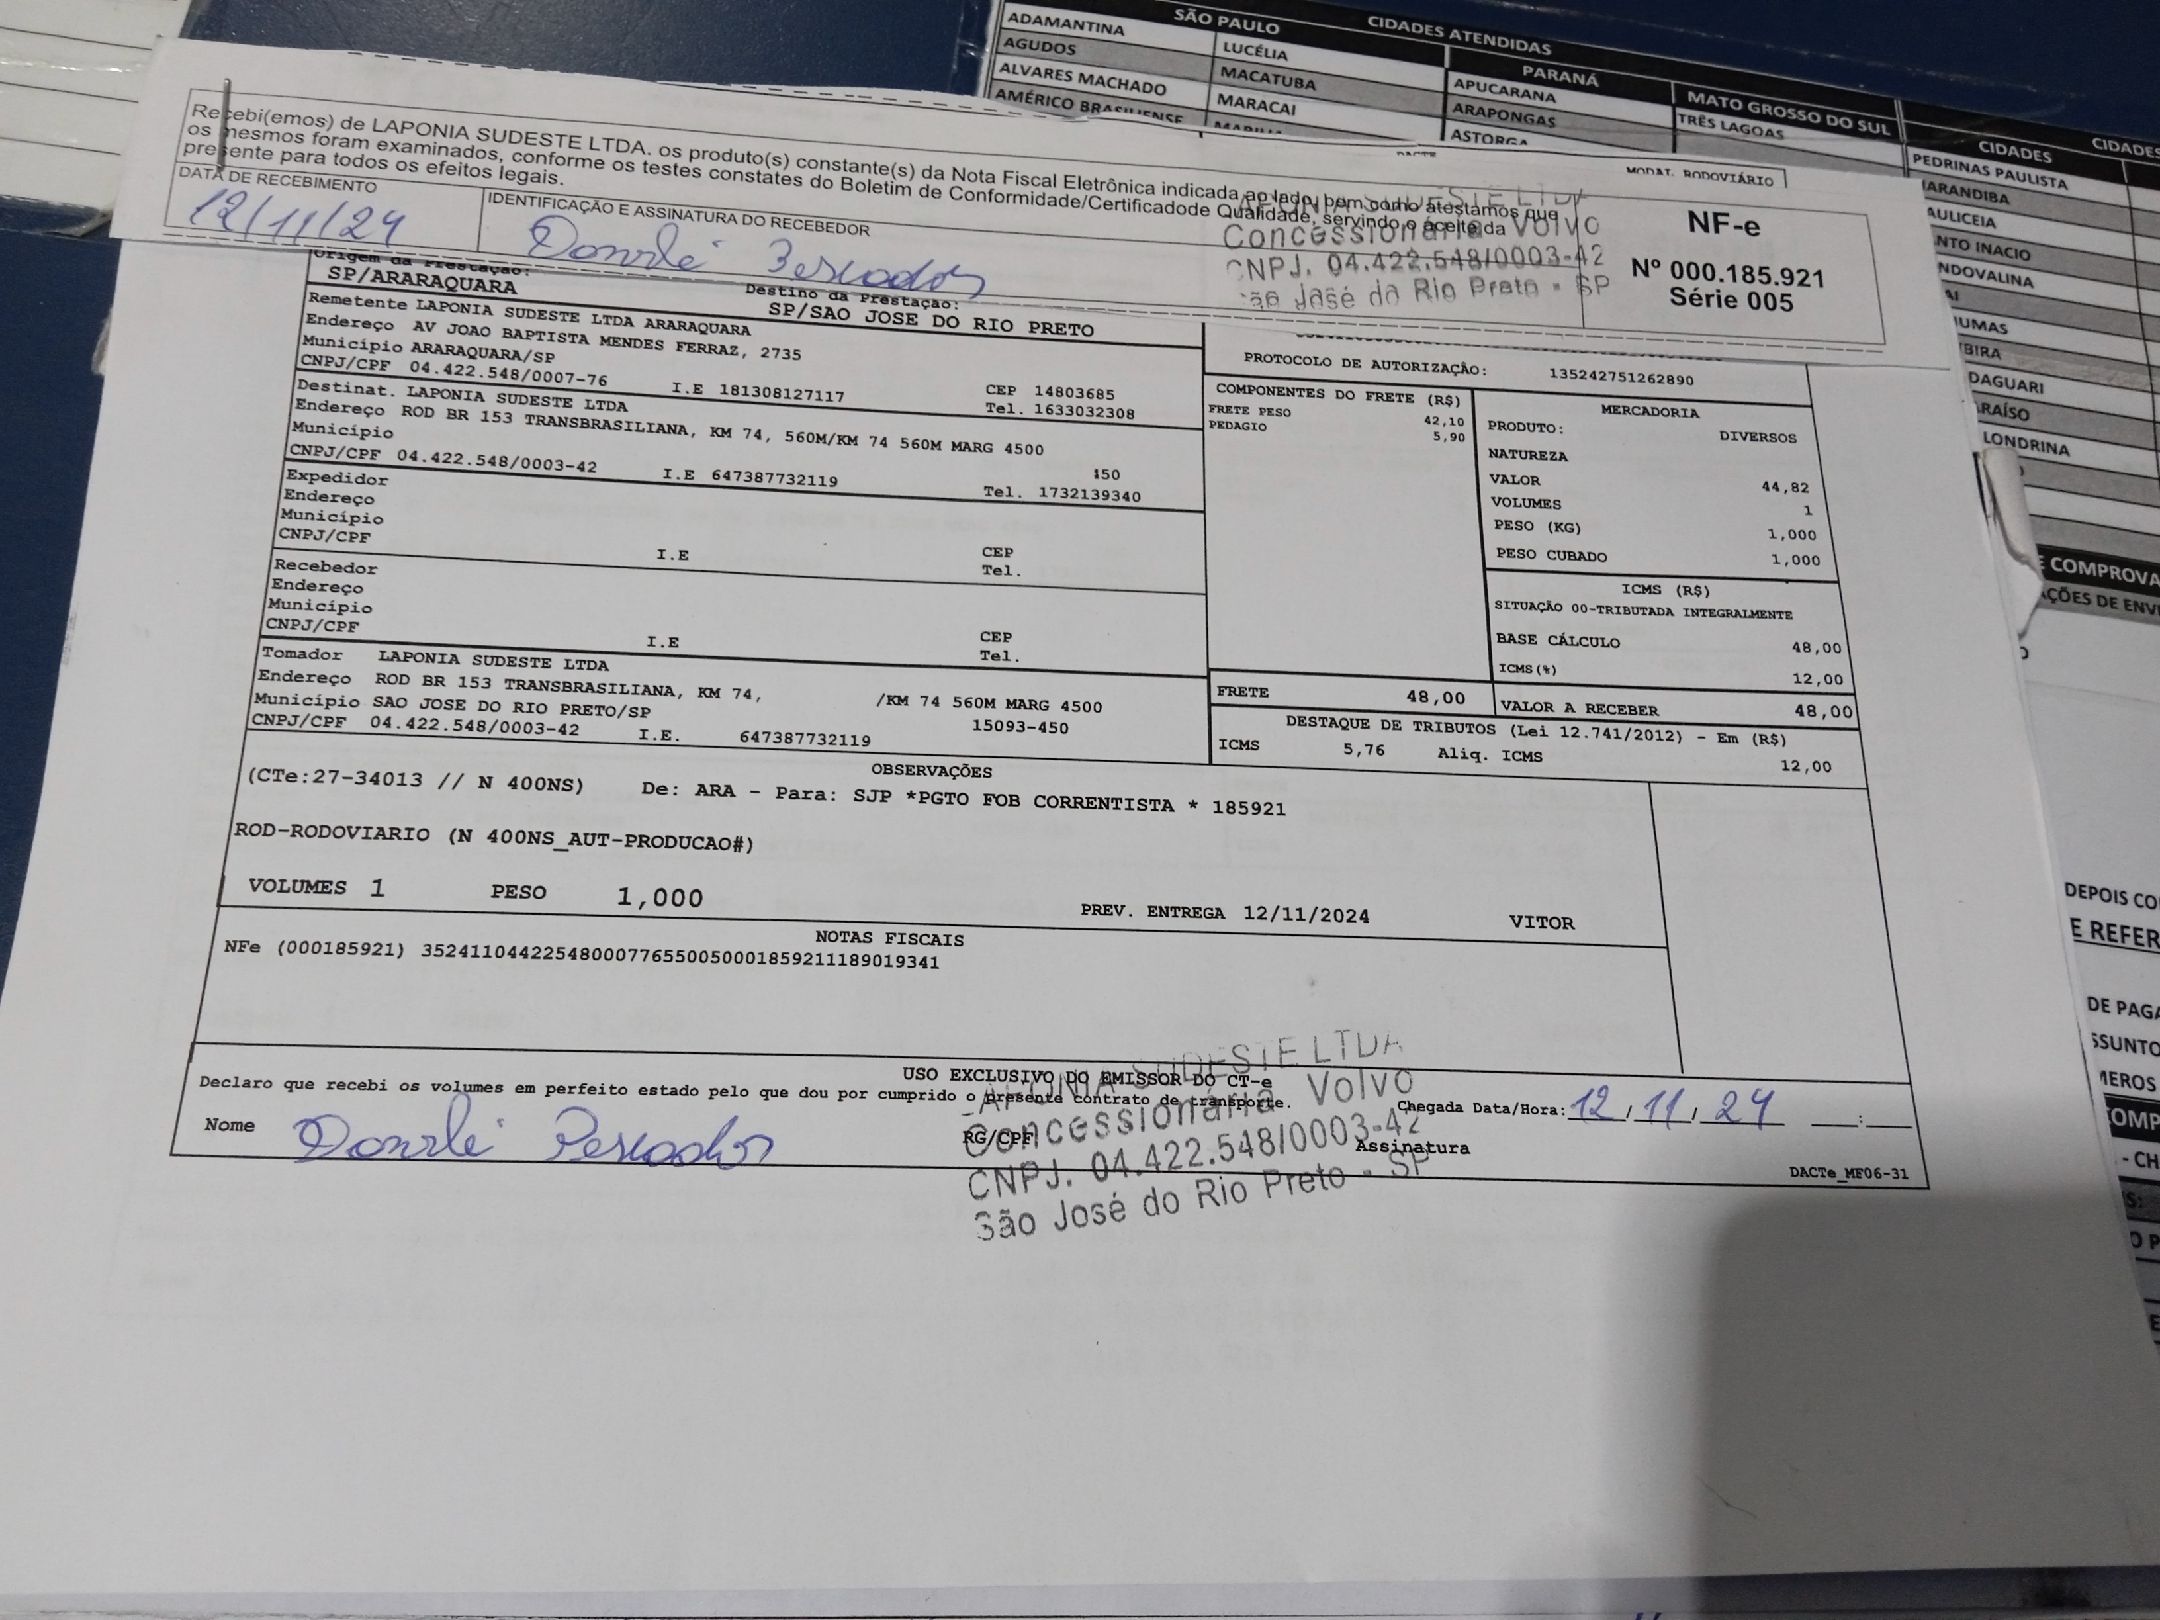 SÃO PAULO CIDADES ATENDIDAS
ADAMANTINA LUCÉLIA PARANÁ MATO GROSSO DO SUL CIDADES CIDADES
AGUDOS MACATUBA APUCARANA TRÊS LAGOAS PEDRINAS PAULISTA
ALVARES MACHADO MARACAI ARAPONGAS
AMÉRICO BRASILIENSE ASTORGA
LONDRINA
Recebi(emos) de LAPONIA SUDESTE LTDA. os produto(s) constante(s) da Nota Fiscal Eletrônica indicada ao lado, bem como atestamos que
os mesmos foram examinados, conforme os testes constates do Boletim de Conformidade/Certificadode Qualidade, servindo o aceite da
presente para todos os efeitos legais.
DATA DE RECEBIMENTO
12/11/24
IDENTIFICAÇÃO E ASSINATURA DO RECEBEDOR
Concessionária Volvo
CNPJ. 04.422.548/0003-42
São José do Rio Preto - SP
NF-e
Nº 000.185.921
Série 005
MODAL RODOVIÁRIO
Origem da Prestação:
SP/ARARAQUARA
Destino da Prestação:
SP/SAO JOSE DO RIO PRETO
Remetente LAPONIA SUDESTE LTDA ARARAQUARA
Endereço AV JOAO BAPTISTA MENDES FERRAZ, 2735
Município ARARAQUARA/SP CEP 14803685
CNPJ/CPF 04.422.548/0007-76 I.E 181308127117 Tel. 1633032308
Destinat. LAPONIA SUDESTE LTDA
Endereço ROD BR 153 TRANSBRASILIANA, KM 74, 560M/KM 74 560M MARG 4500
Município 450
CNPJ/CPF 04.422.548/0003-42 I.E 647387732119 Tel. 1732139340
Expedidor
Endereço
Município CEP
CNPJ/CPF I.E Tel.
Recebedor
Endereço
Município CEP
CNPJ/CPF I.E Tel.
Tomador LAPONIA SUDESTE LTDA
Endereço ROD BR 153 TRANSBRASILIANA, KM 74, /KM 74 560M MARG 4500
Município SAO JOSE DO RIO PRETO/SP 15093-450
CNPJ/CPF 04.422.548/0003-42 I.E. 647387732119
PROTOCOLO DE AUTORIZAÇÃO: 135242751262890
COMPONENTES DO FRETE (R$)
FRETE PESO 42,10
PEDAGIO 5,90
MERCADORIA
PRODUTO: DIVERSOS
NATUREZA
VALOR 44,82
VOLUMES 1
PESO (KG) 1,000
PESO CUBADO 1,000
ICMS (R$)
SITUAÇÃO 00-TRIBUTADA INTEGRALMENTE
BASE CÁLCULO 48,00
ICMS(%) 12,00
FRETE 48,00 VALOR A RECEBER 48,00
DESTAQUE DE TRIBUTOS (Lei 12.741/2012) - Em (R$)
ICMS 5,76 Aliq. ICMS 12,00
OBSERVAÇÕES
(CTe:27-34013 // N 400NS) De: ARA - Para: SJP *PGTO FOB CORRENTISTA * 185921
ROD-RODOVIARIO (N 400NS_AUT-PRODUCAO#)
VOLUMES 1 PESO 1,000 PREV. ENTREGA 12/11/2024 VITOR
NOTAS FISCAIS
NFe (000185921) 35241104422548000776550050001859211189019341
USO EXCLUSIVO DO EMISSOR DO CT-e
Declaro que recebi os volumes em perfeito estado pelo que dou por cumprido o presente contrato de transporte.
Chegada Data/Hora: 12/11/24 __:__
Nome RG/CPF Assinatura
LAPONIA SUDESTE LTDA
Concessionária Volvo
CNPJ. 04.422.548/0003-42
São José do Rio Preto - SP
DACTe_MF06-31